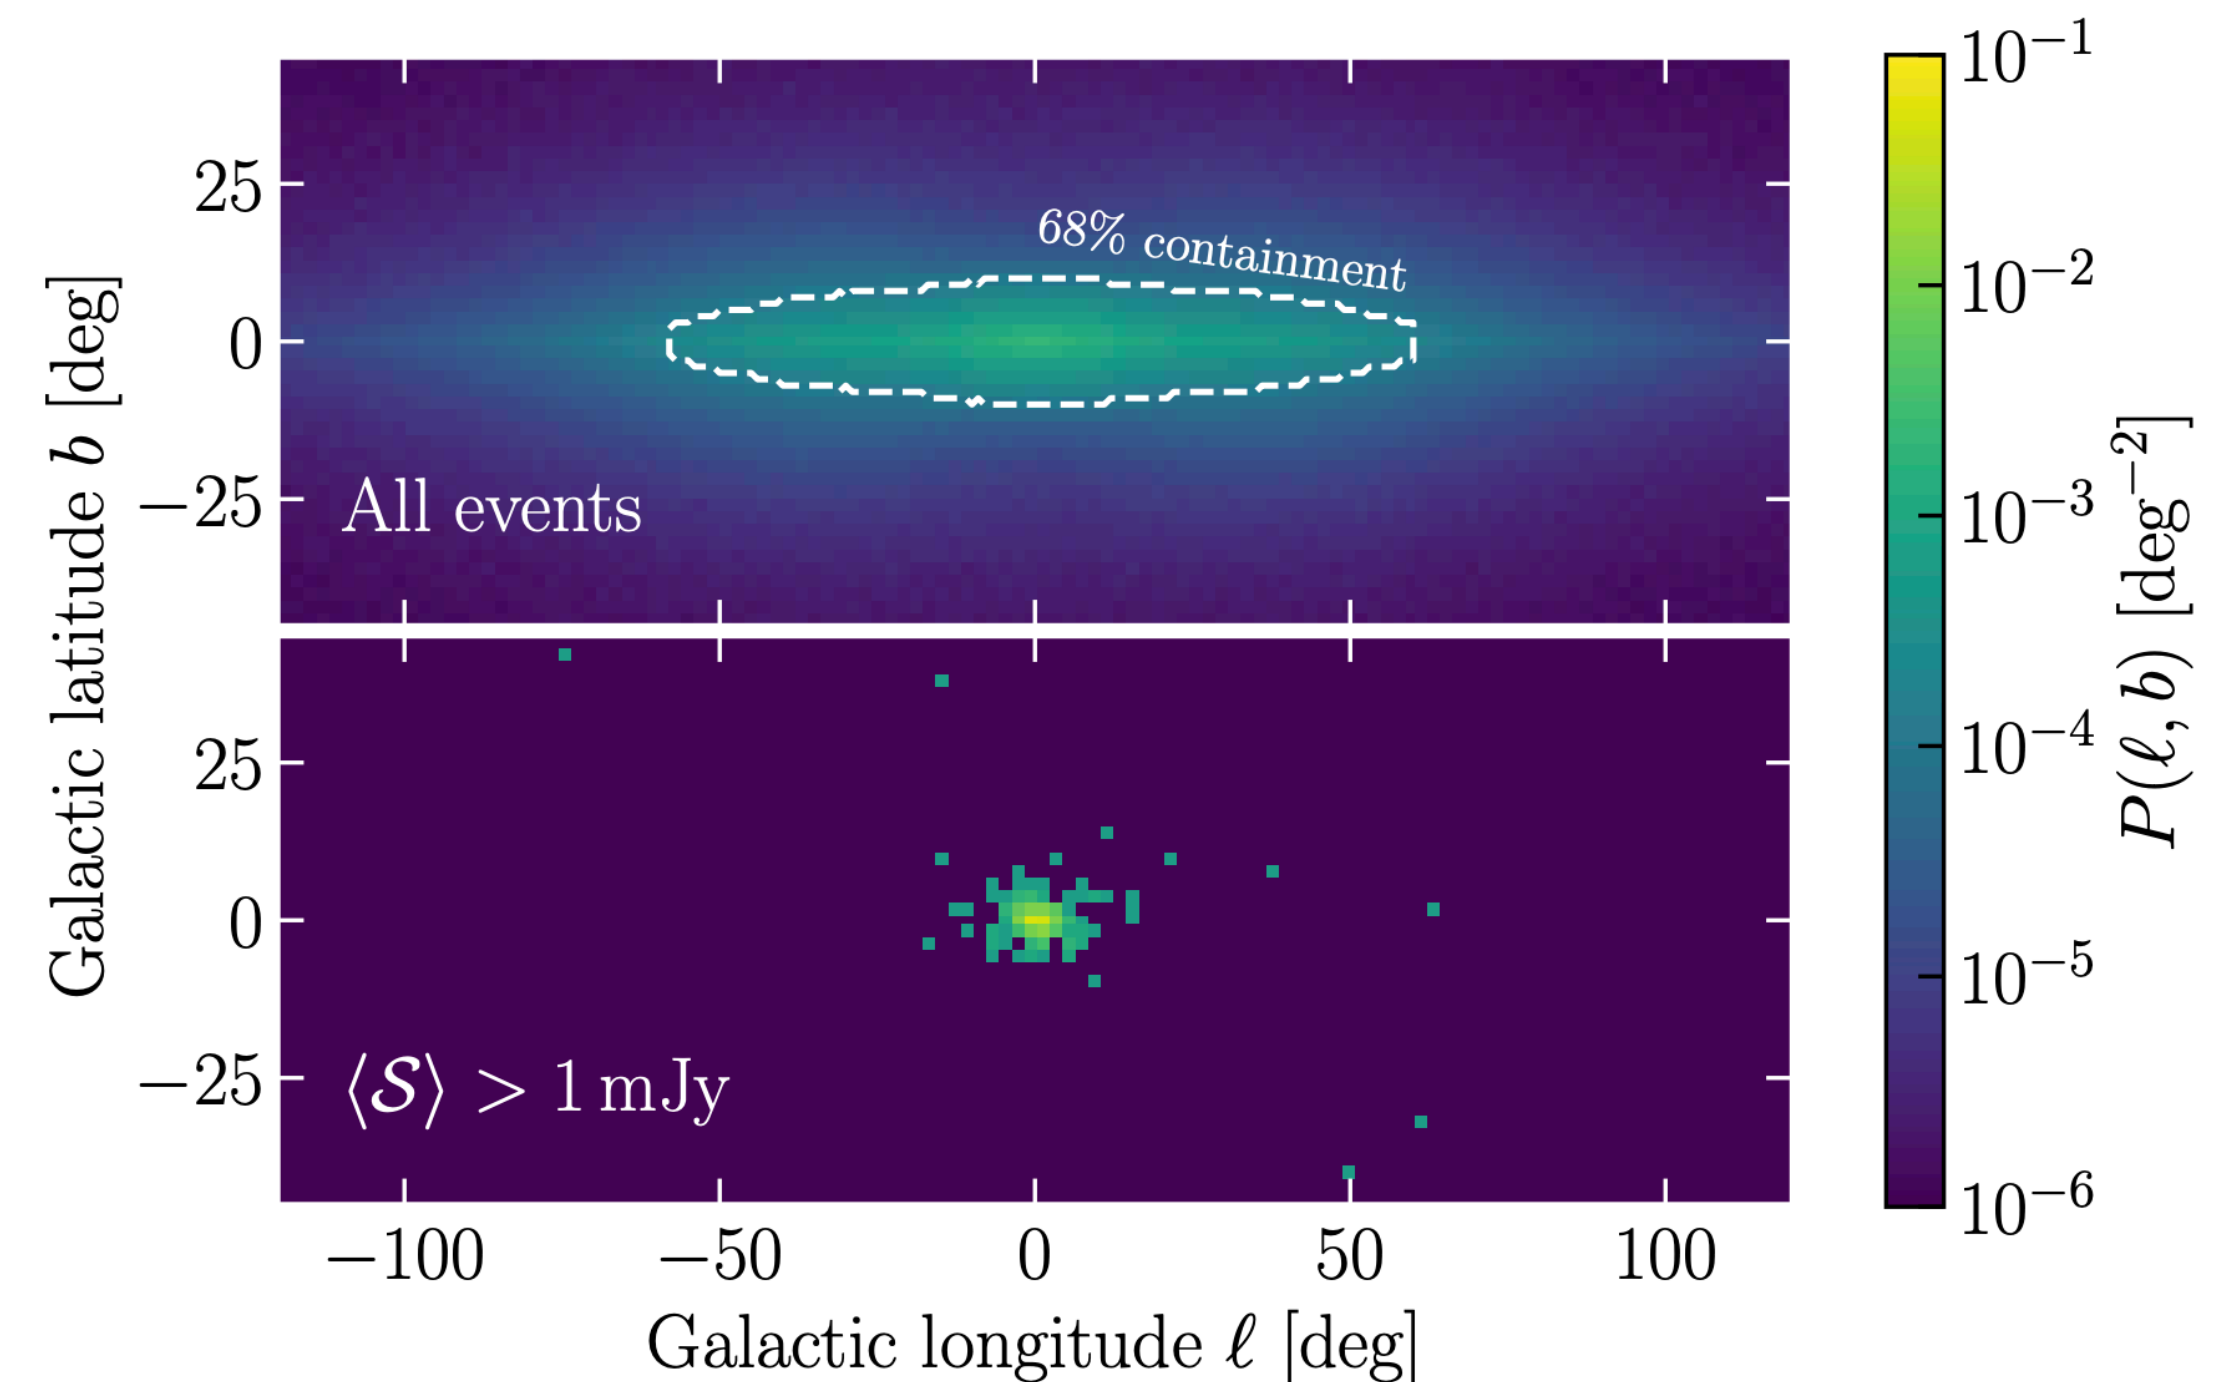 Galactic latitude b [deg]
25
0
−25
68% containment
All events
25
0
−25
⟨𝒮⟩ > 1 mJy
−100
−50
0
50
100
Galactic longitude ℓ [deg]
10⁻¹
10⁻²
10⁻³
10⁻⁴
10⁻⁵
10⁻⁶
P(ℓ, b) [deg⁻²]